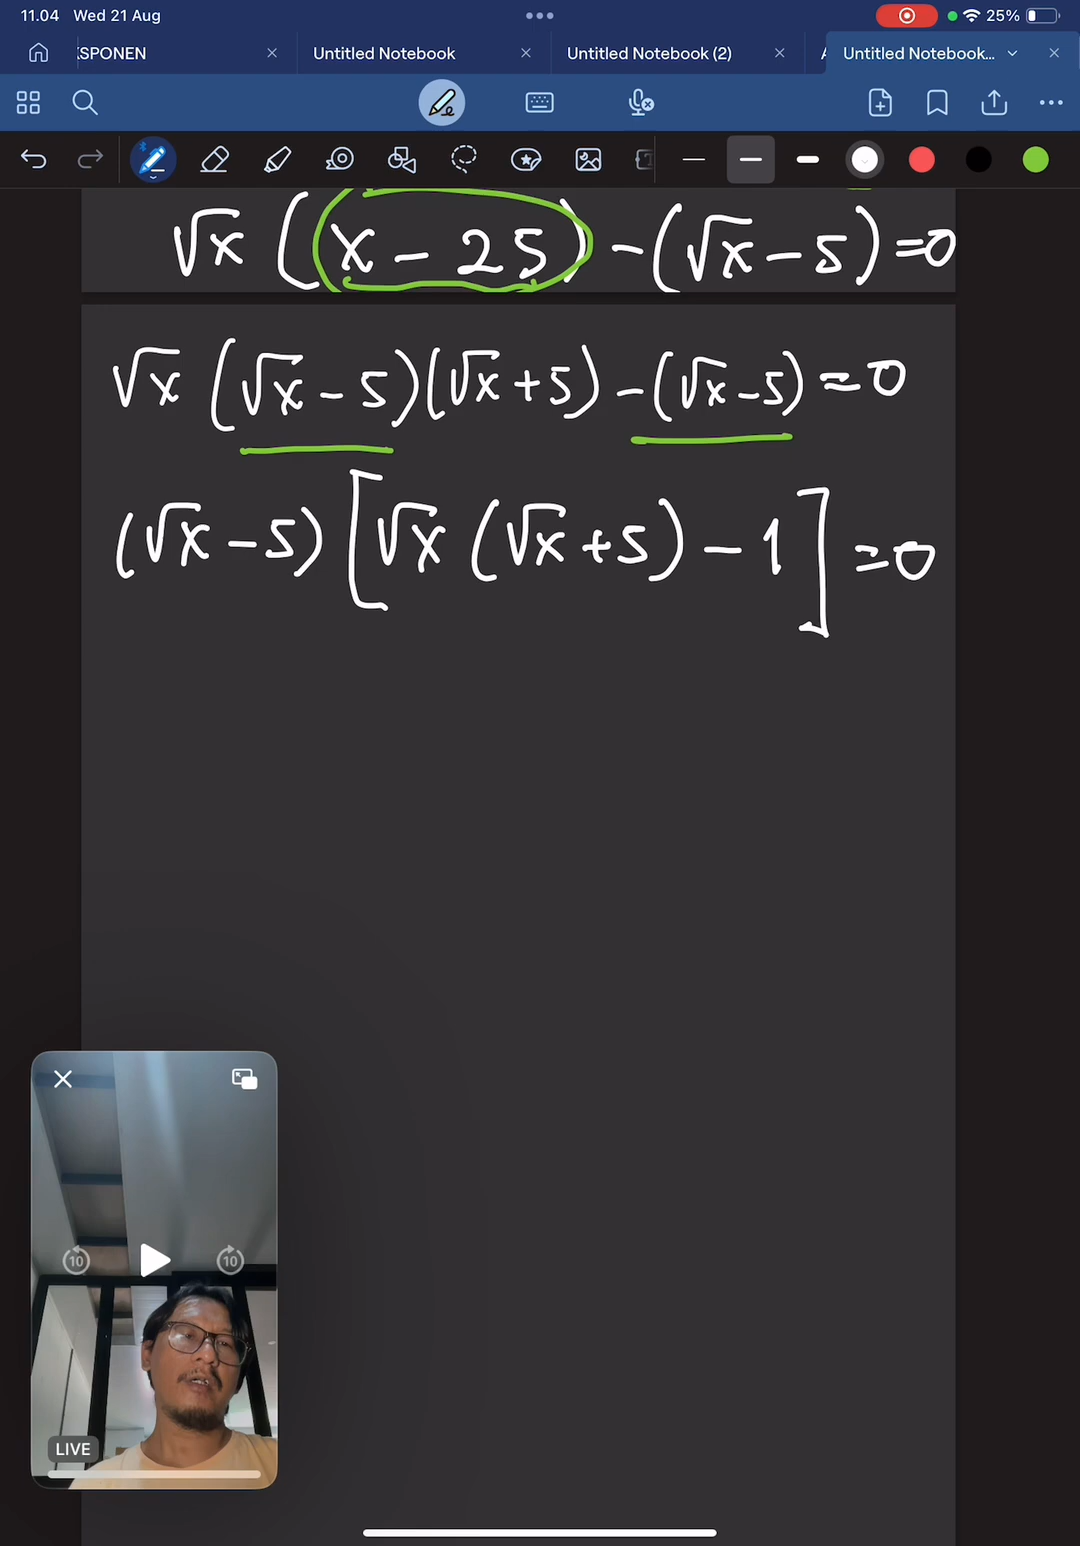 11.04 Wed 21 Aug 25%
KSPONEN Untitled Notebook Untitled Notebook (2) Untitled Notebook...
√x (x - 25) - (√x - 5) = 0
√x (√x - 5)(√x + 5) - (√x - 5) = 0
(√x - 5) [√x (√x + 5) - 1] = 0
10 10
LIVE